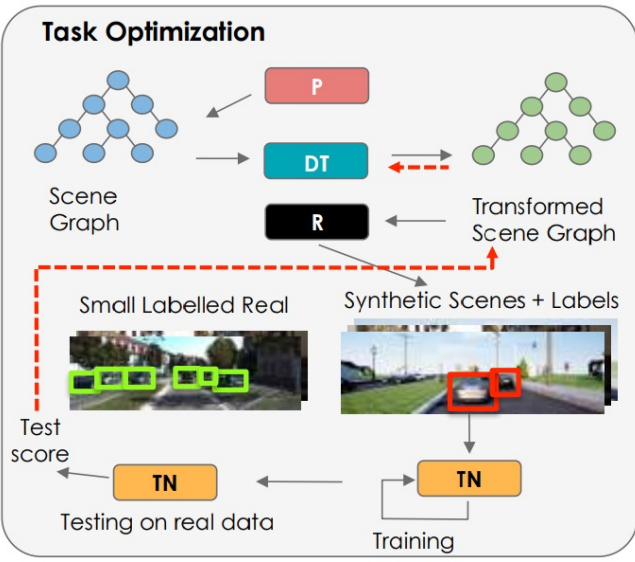 Task Optimization
P
DT
Scene
Graph
R
Transformed
Scene Graph
Small Labelled Real
Synthetic Scenes + Labels
Test
score
TN
TN
Testing on real data
Training